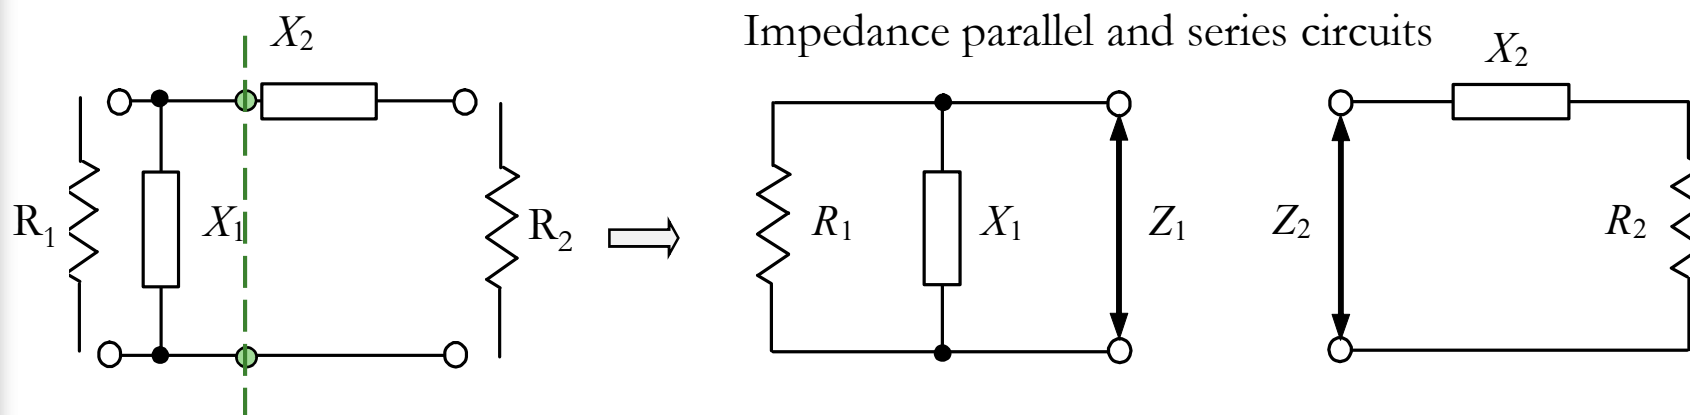 X₂
Impedance parallel and series circuits
X₂
R₁
X₁
R₂
R₁
X₁
Z₁
Z₂
R₂